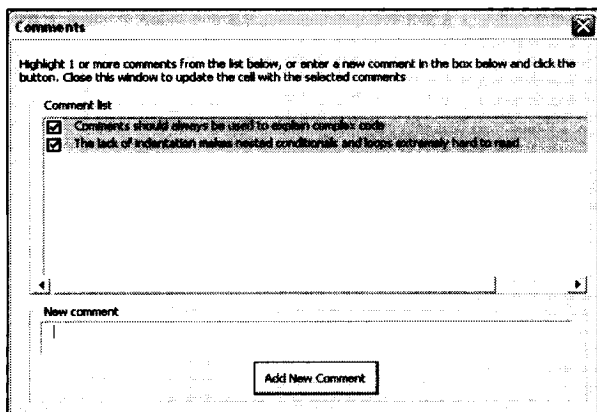 Comments
Highlight 1 or more comments from the list below, or enter a new comment in the box below and click the
button. Close this window to update the cell with the selected comments
Comment list
Comments should always be used to explain complex code
The lack of indentation makes nested conditionals and loops extremely hard to read
New comment
Add New Comment